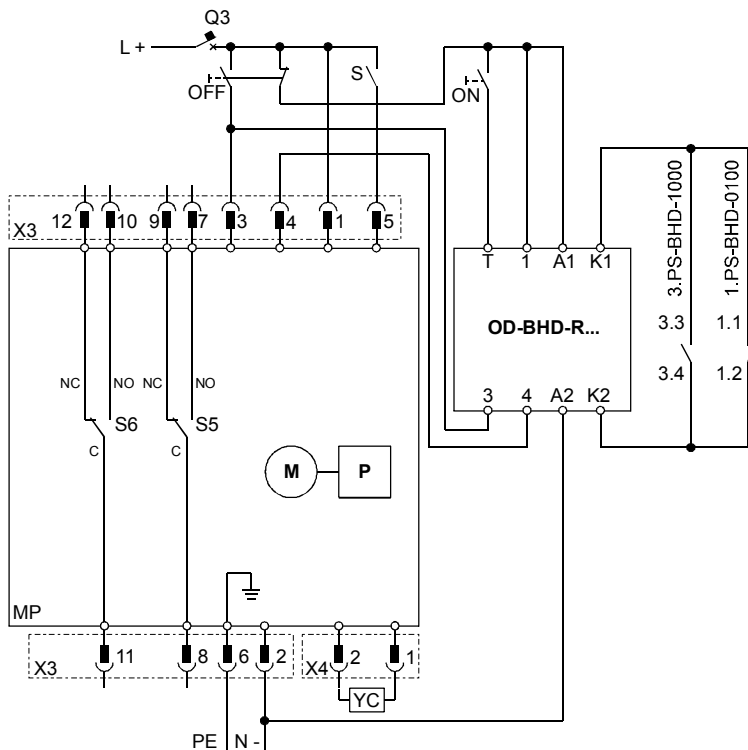 Q3
L +
OFF
S
ON
3.PS-BHD-1000
1.PS-BHD-0100
X3
12
10
9
7
3
4
1
5
T
1
A1
K1
OD-BHD-R...
3.3
1.1
3.4
1.2
3
4
A2
K2
NC
NO
NC
NO
S6
S5
C
C
M
P
MP
X3
11
8
6
2
X4
2
1
YC
PE
N -